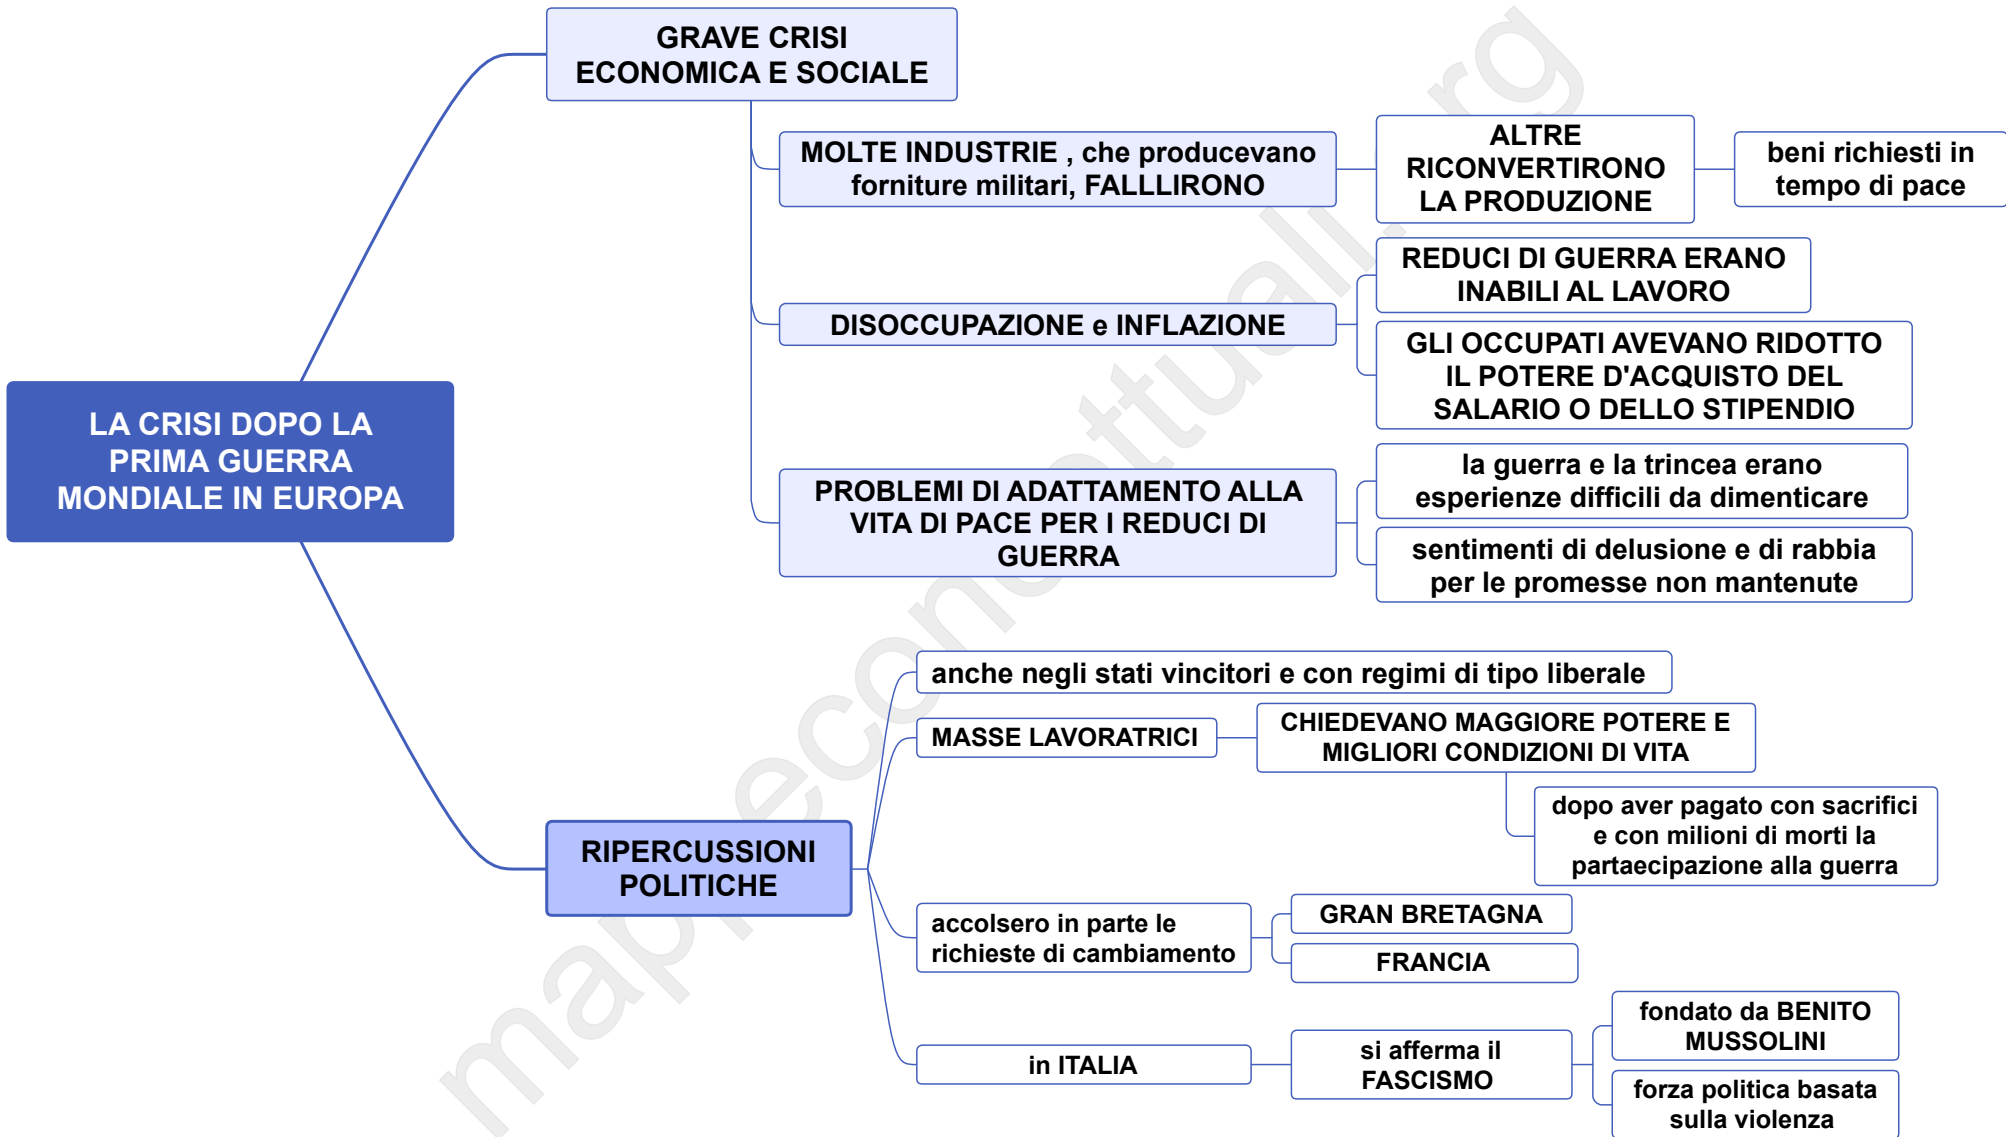 GRAVE CRISI
ECONOMICA E SOCIALE
MOLTE INDUSTRIE , che producevano
forniture militari, FALLLIRONO
ALTRE
RICONVERTIRONO
LA PRODUZIONE
beni richiesti in
tempo di pace
DISOCCUPAZIONE e INFLAZIONE
REDUCI DI GUERRA ERANO
INABILI AL LAVORO
GLI OCCUPATI AVEVANO RIDOTTO
IL POTERE D'ACQUISTO DEL
SALARIO O DELLO STIPENDIO
LA CRISI DOPO LA
PRIMA GUERRA
MONDIALE IN EUROPA
PROBLEMI DI ADATTAMENTO ALLA
VITA DI PACE PER I REDUCI DI
GUERRA
la guerra e la trincea erano
esperienze difficili da dimenticare
sentimenti di delusione e di rabbia
per le promesse non mantenute
RIPERCUSSIONI
POLITICHE
anche negli stati vincitori e con regimi di tipo liberale
MASSE LAVORATRICI
CHIEDEVANO MAGGIORE POTERE E
MIGLIORI CONDIZIONI DI VITA
dopo aver pagato con sacrifici
e con milioni di morti la
partaecipazione alla guerra
accolsero in parte le
richieste di cambiamento
GRAN BRETAGNA
FRANCIA
in ITALIA
si afferma il
FASCISMO
fondato da BENITO
MUSSOLINI
forza politica basata
sulla violenza